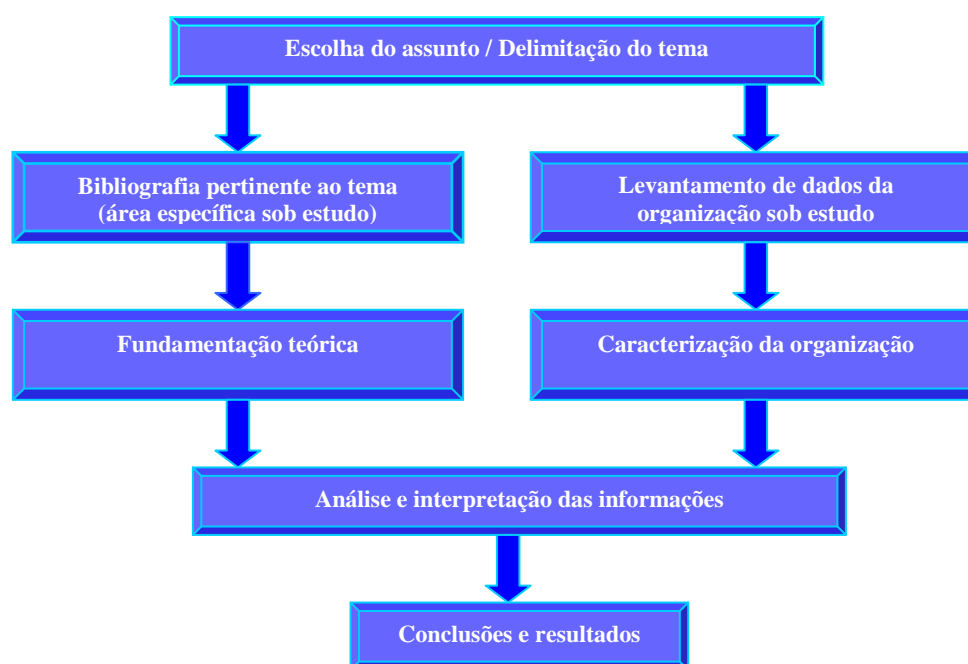 Escolha do assunto / Delimitação do tema
Bibliografia pertinente ao tema
(área específica sob estudo)
Levantamento de dados da
organização sob estudo
Fundamentação teórica
Caracterização da organização
Análise e interpretação das informações
Conclusões e resultados